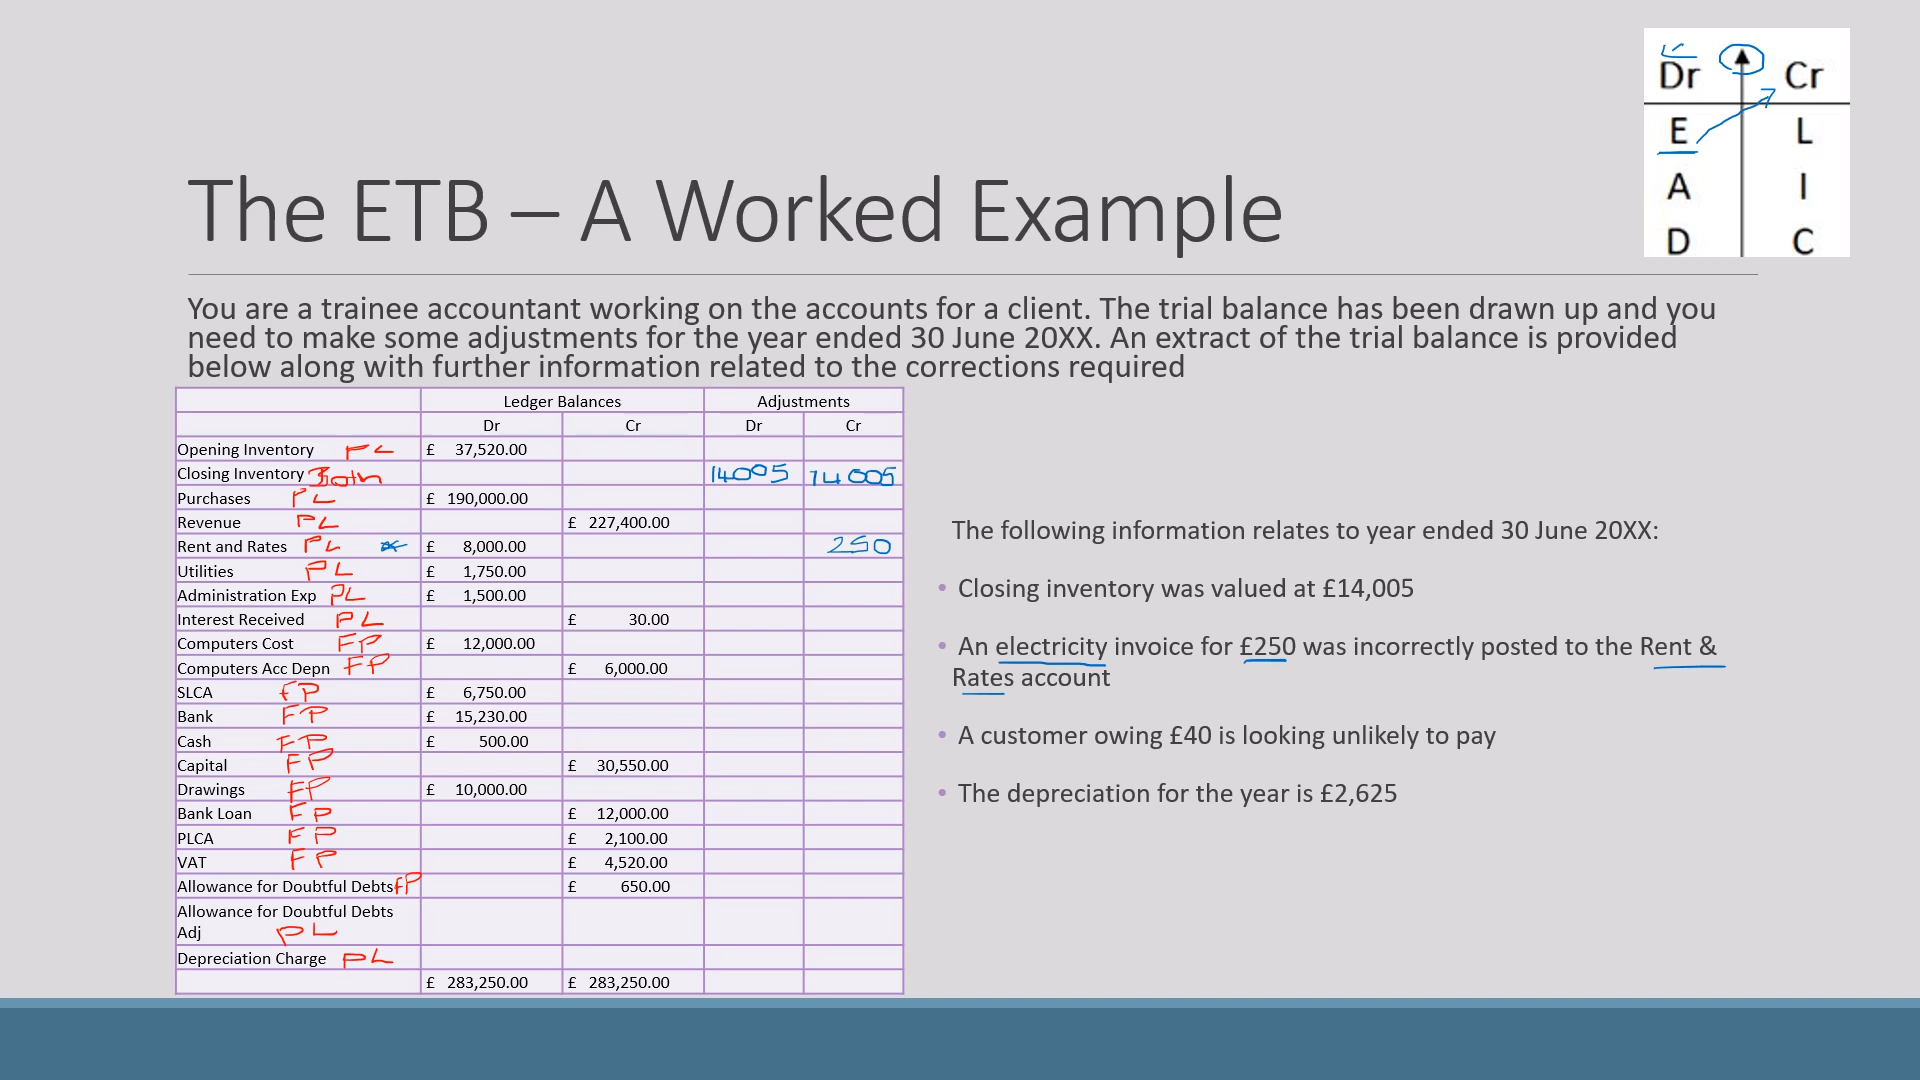 Dr Cr
E L
A I
D C
The ETB – A Worked Example
You are a trainee accountant working on the accounts for a client. The trial balance has been drawn up and you
need to make some adjustments for the year ended 30 June 20XX. An extract of the trial balance is provided
below along with further information related to the corrections required
Ledger Balances Adjustments
Dr Cr Dr Cr
Opening Inventory PL £ 37,520.00
Closing Inventory Both 14005 14005
Purchases PL £ 190,000.00
Revenue PL £ 227,400.00
Rent and Rates PL £ 8,000.00 250
Utilities PL £ 1,750.00
Administration Exp PL £ 1,500.00
Interest Received PL £ 30.00
Computers Cost FP £ 12,000.00
Computers Acc Depn FP £ 6,000.00
SLCA FP £ 6,750.00
Bank FP £ 15,230.00
Cash FP £ 500.00
Capital FP £ 30,550.00
Drawings FP £ 10,000.00
Bank Loan FP £ 12,000.00
PLCA FP £ 2,100.00
VAT FP £ 4,520.00
Allowance for Doubtful Debts FP £ 650.00
Allowance for Doubtful Debts
Adj PL
Depreciation Charge PL
£ 283,250.00 £ 283,250.00
The following information relates to year ended 30 June 20XX:
• Closing inventory was valued at £14,005
• An electricity invoice for £250 was incorrectly posted to the Rent &
Rates account
• A customer owing £40 is looking unlikely to pay
• The depreciation for the year is £2,625